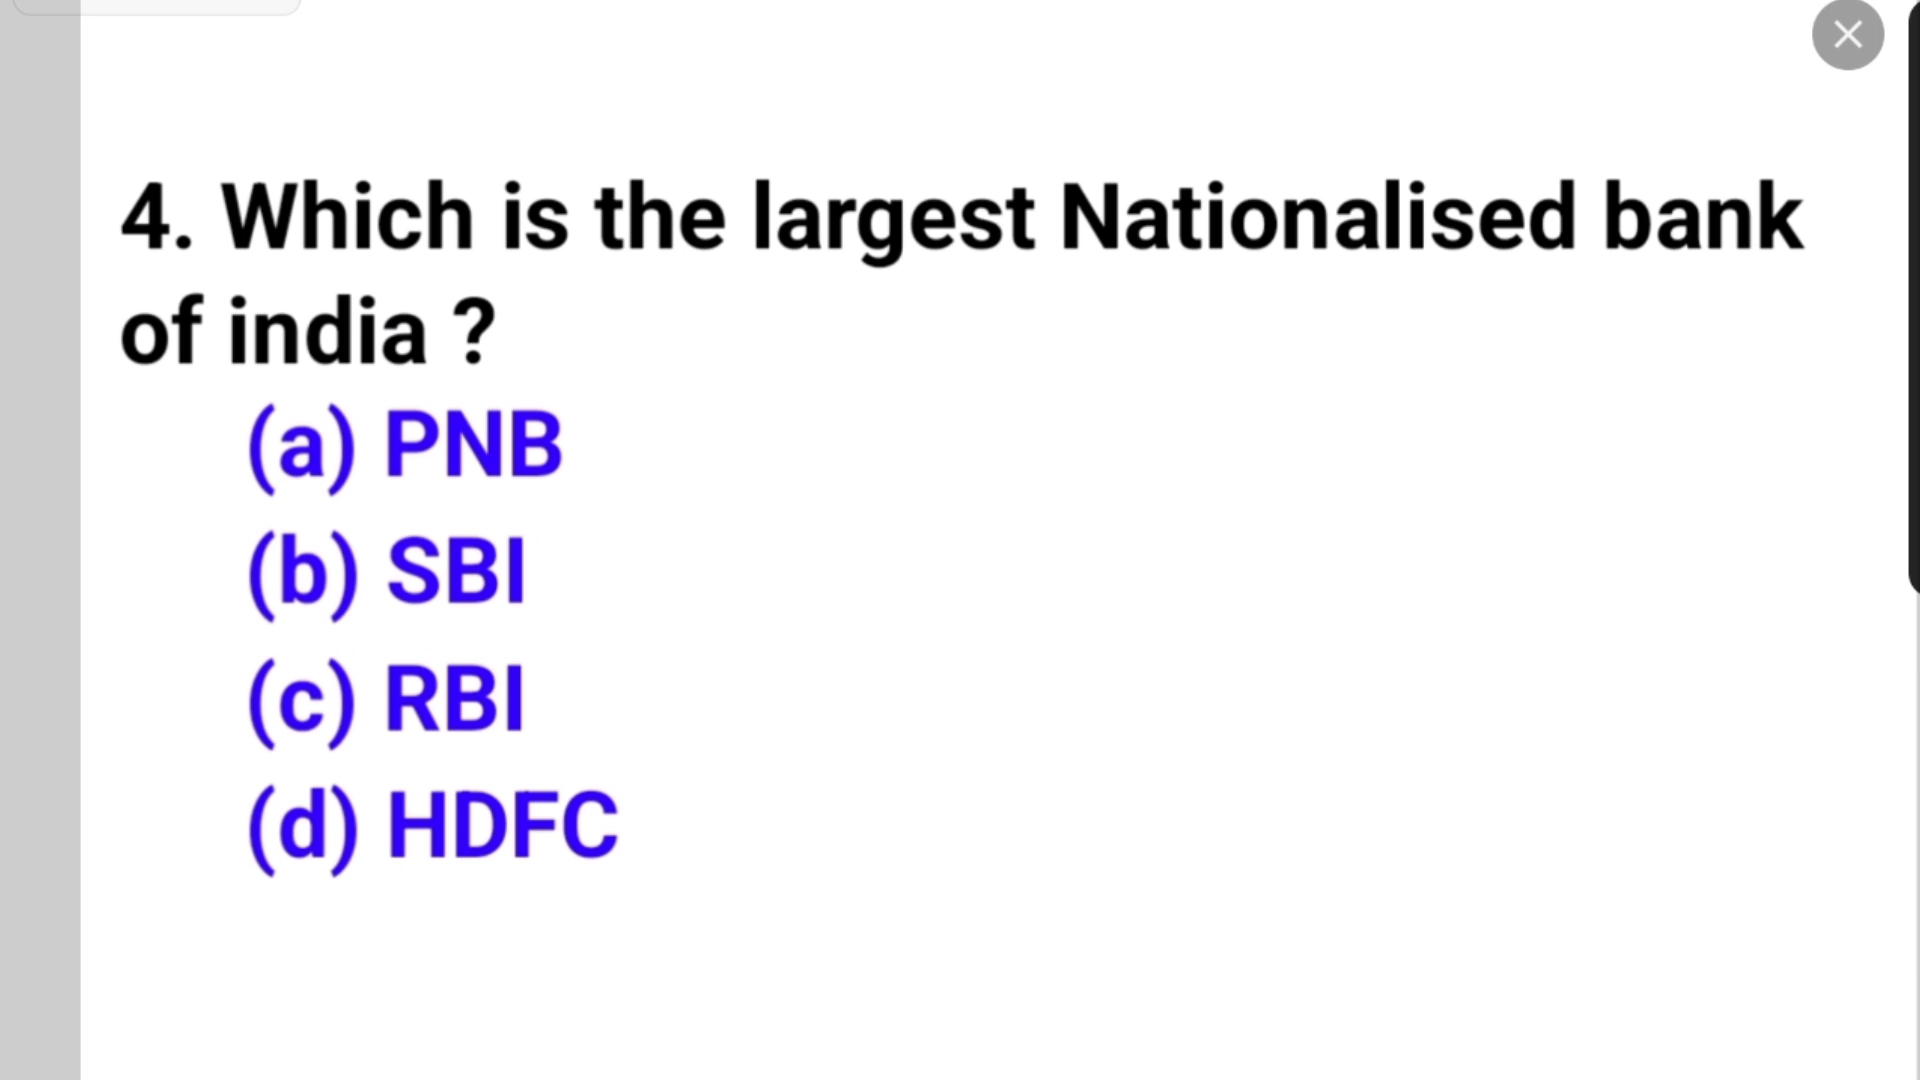 4. Which is the largest Nationalised bank
of india ?
(a) PNB
(b) SBI
(c) RBI
(d) HDFC